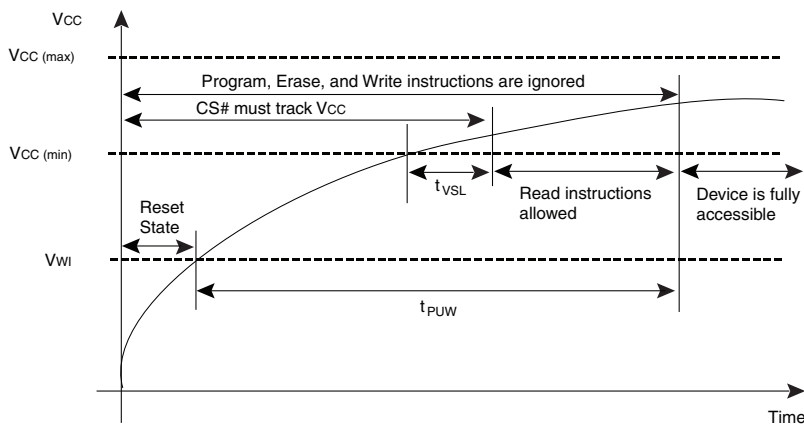 VCC
VCC (max)
Program, Erase, and Write instructions are ignored
CS# must track VCC
VCC (min)
tVSL
Read instructions
allowed
Device is fully
accessible
Reset
State
VWI
tPUW
Time